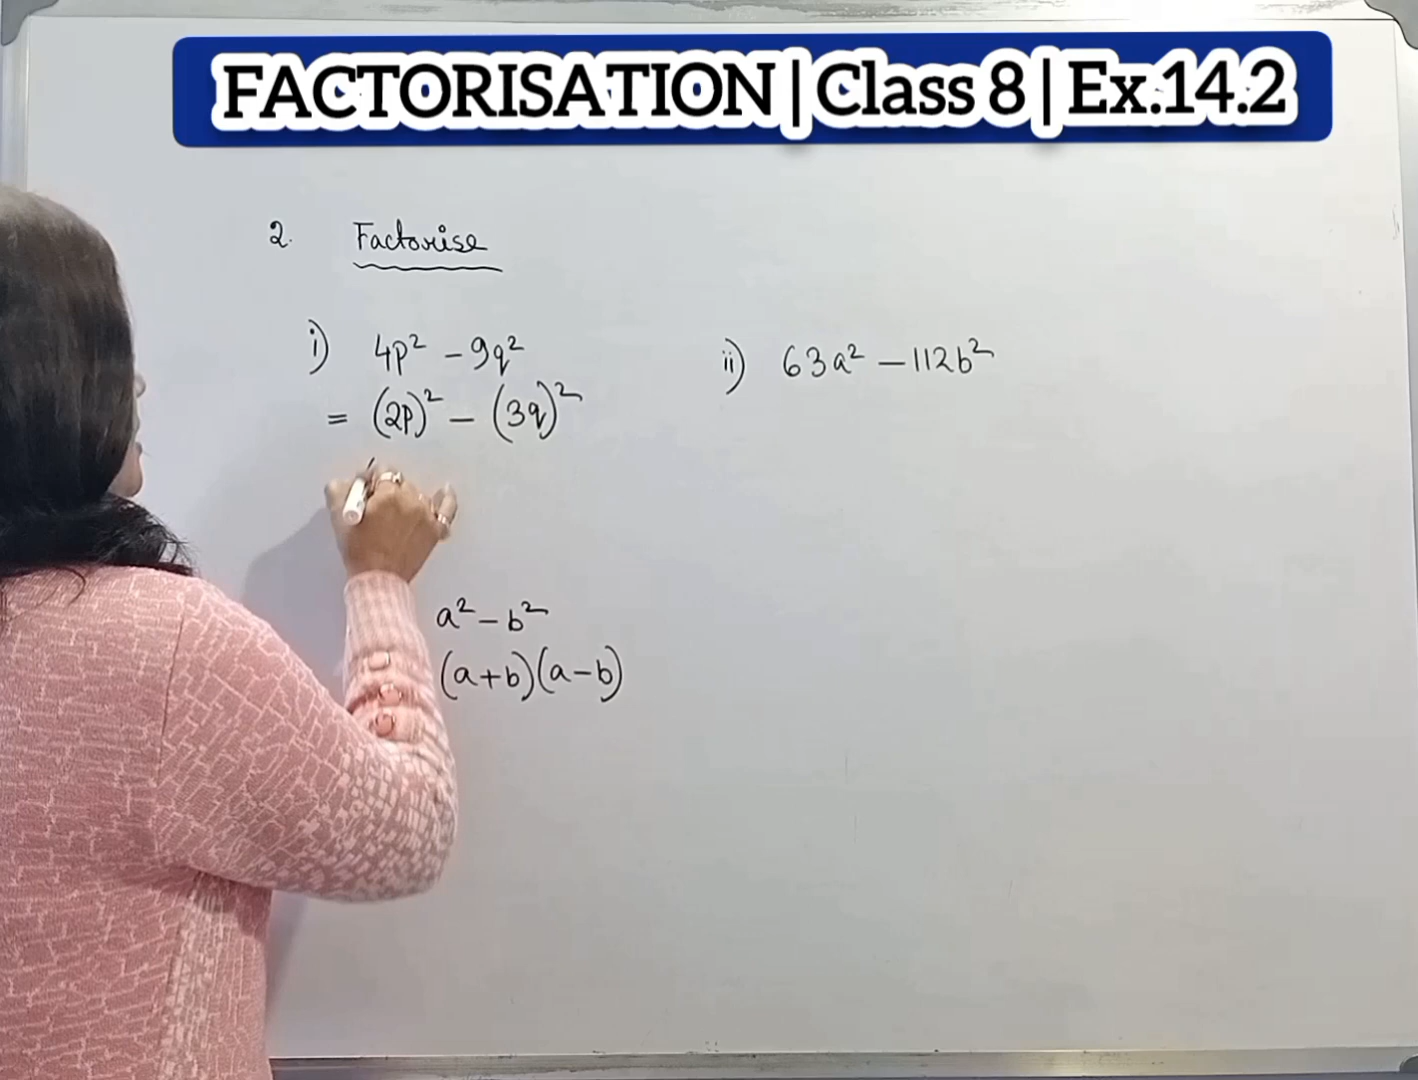 FACTORISATION | Class 8 | Ex.14.2
2. Factorise
i) 4p² - 9q²
= (2p)² - (3q)²
ii) 63a² - 112b²
a² - b²
(a+b)(a-b)